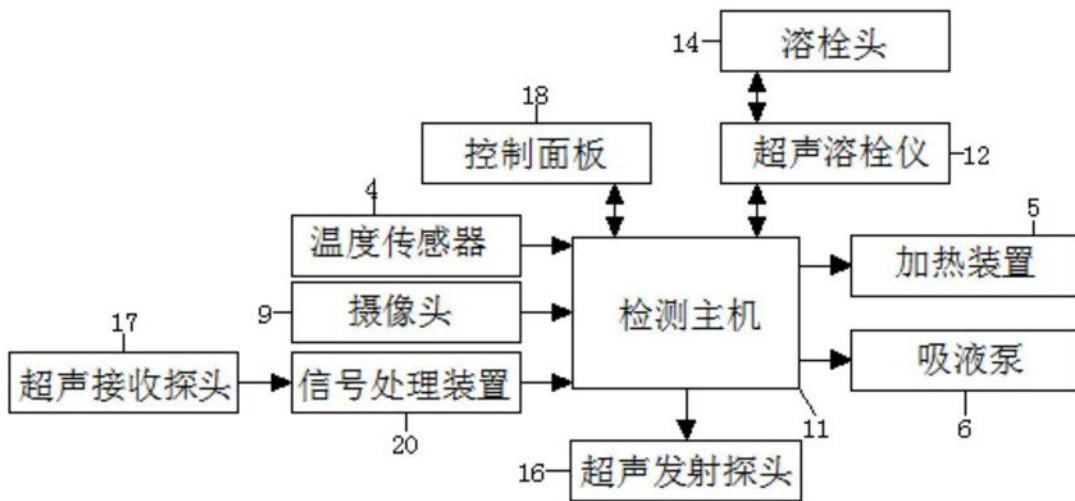 14
溶栓头
18
控制面板
超声溶栓仪
12
4
温度传感器
5
加热装置
9
摄像头
检测主机
17
超声接收探头
信号处理装置
吸液泵
20
11
6
16
超声发射探头